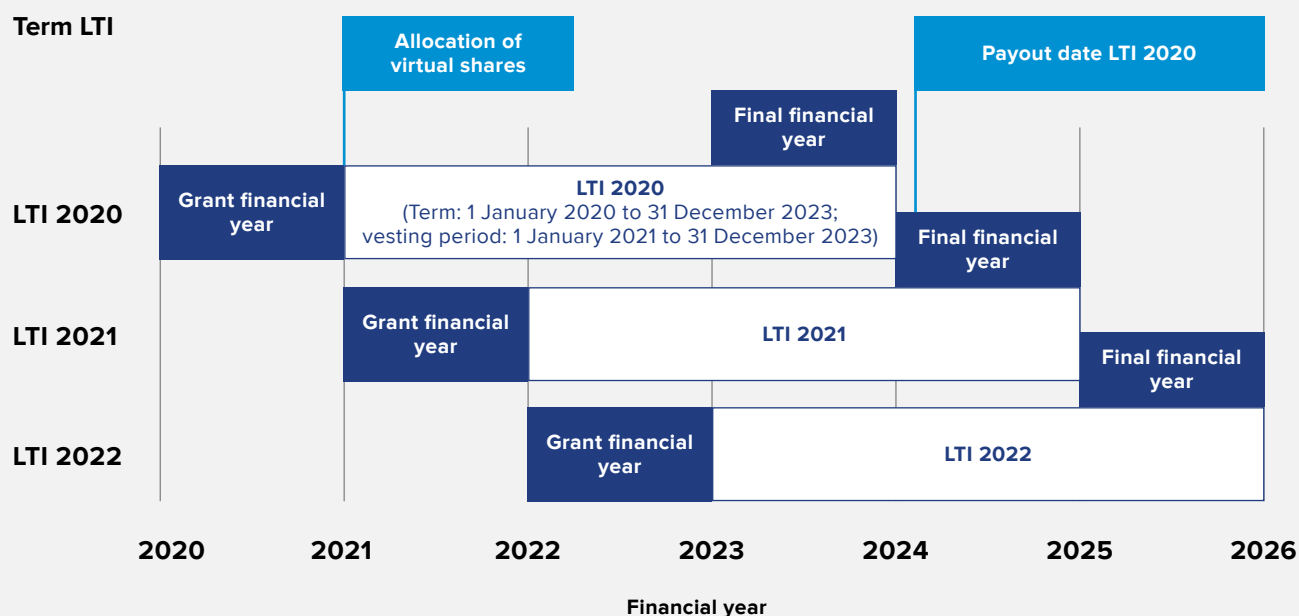 Term LTI
Allocation of
virtual shares
Payout date LTI 2020
Final financial
year
LTI 2020
Grant financial
year
LTI 2020
(Term: 1 January 2020 to 31 December 2023;
vesting period: 1 January 2021 to 31 December 2023)
Final financial
year
LTI 2021
Grant financial
year
LTI 2021
Final financial
year
LTI 2022
Grant financial
year
LTI 2022
2020 2021 2022 2023 2024 2025 2026
Financial year